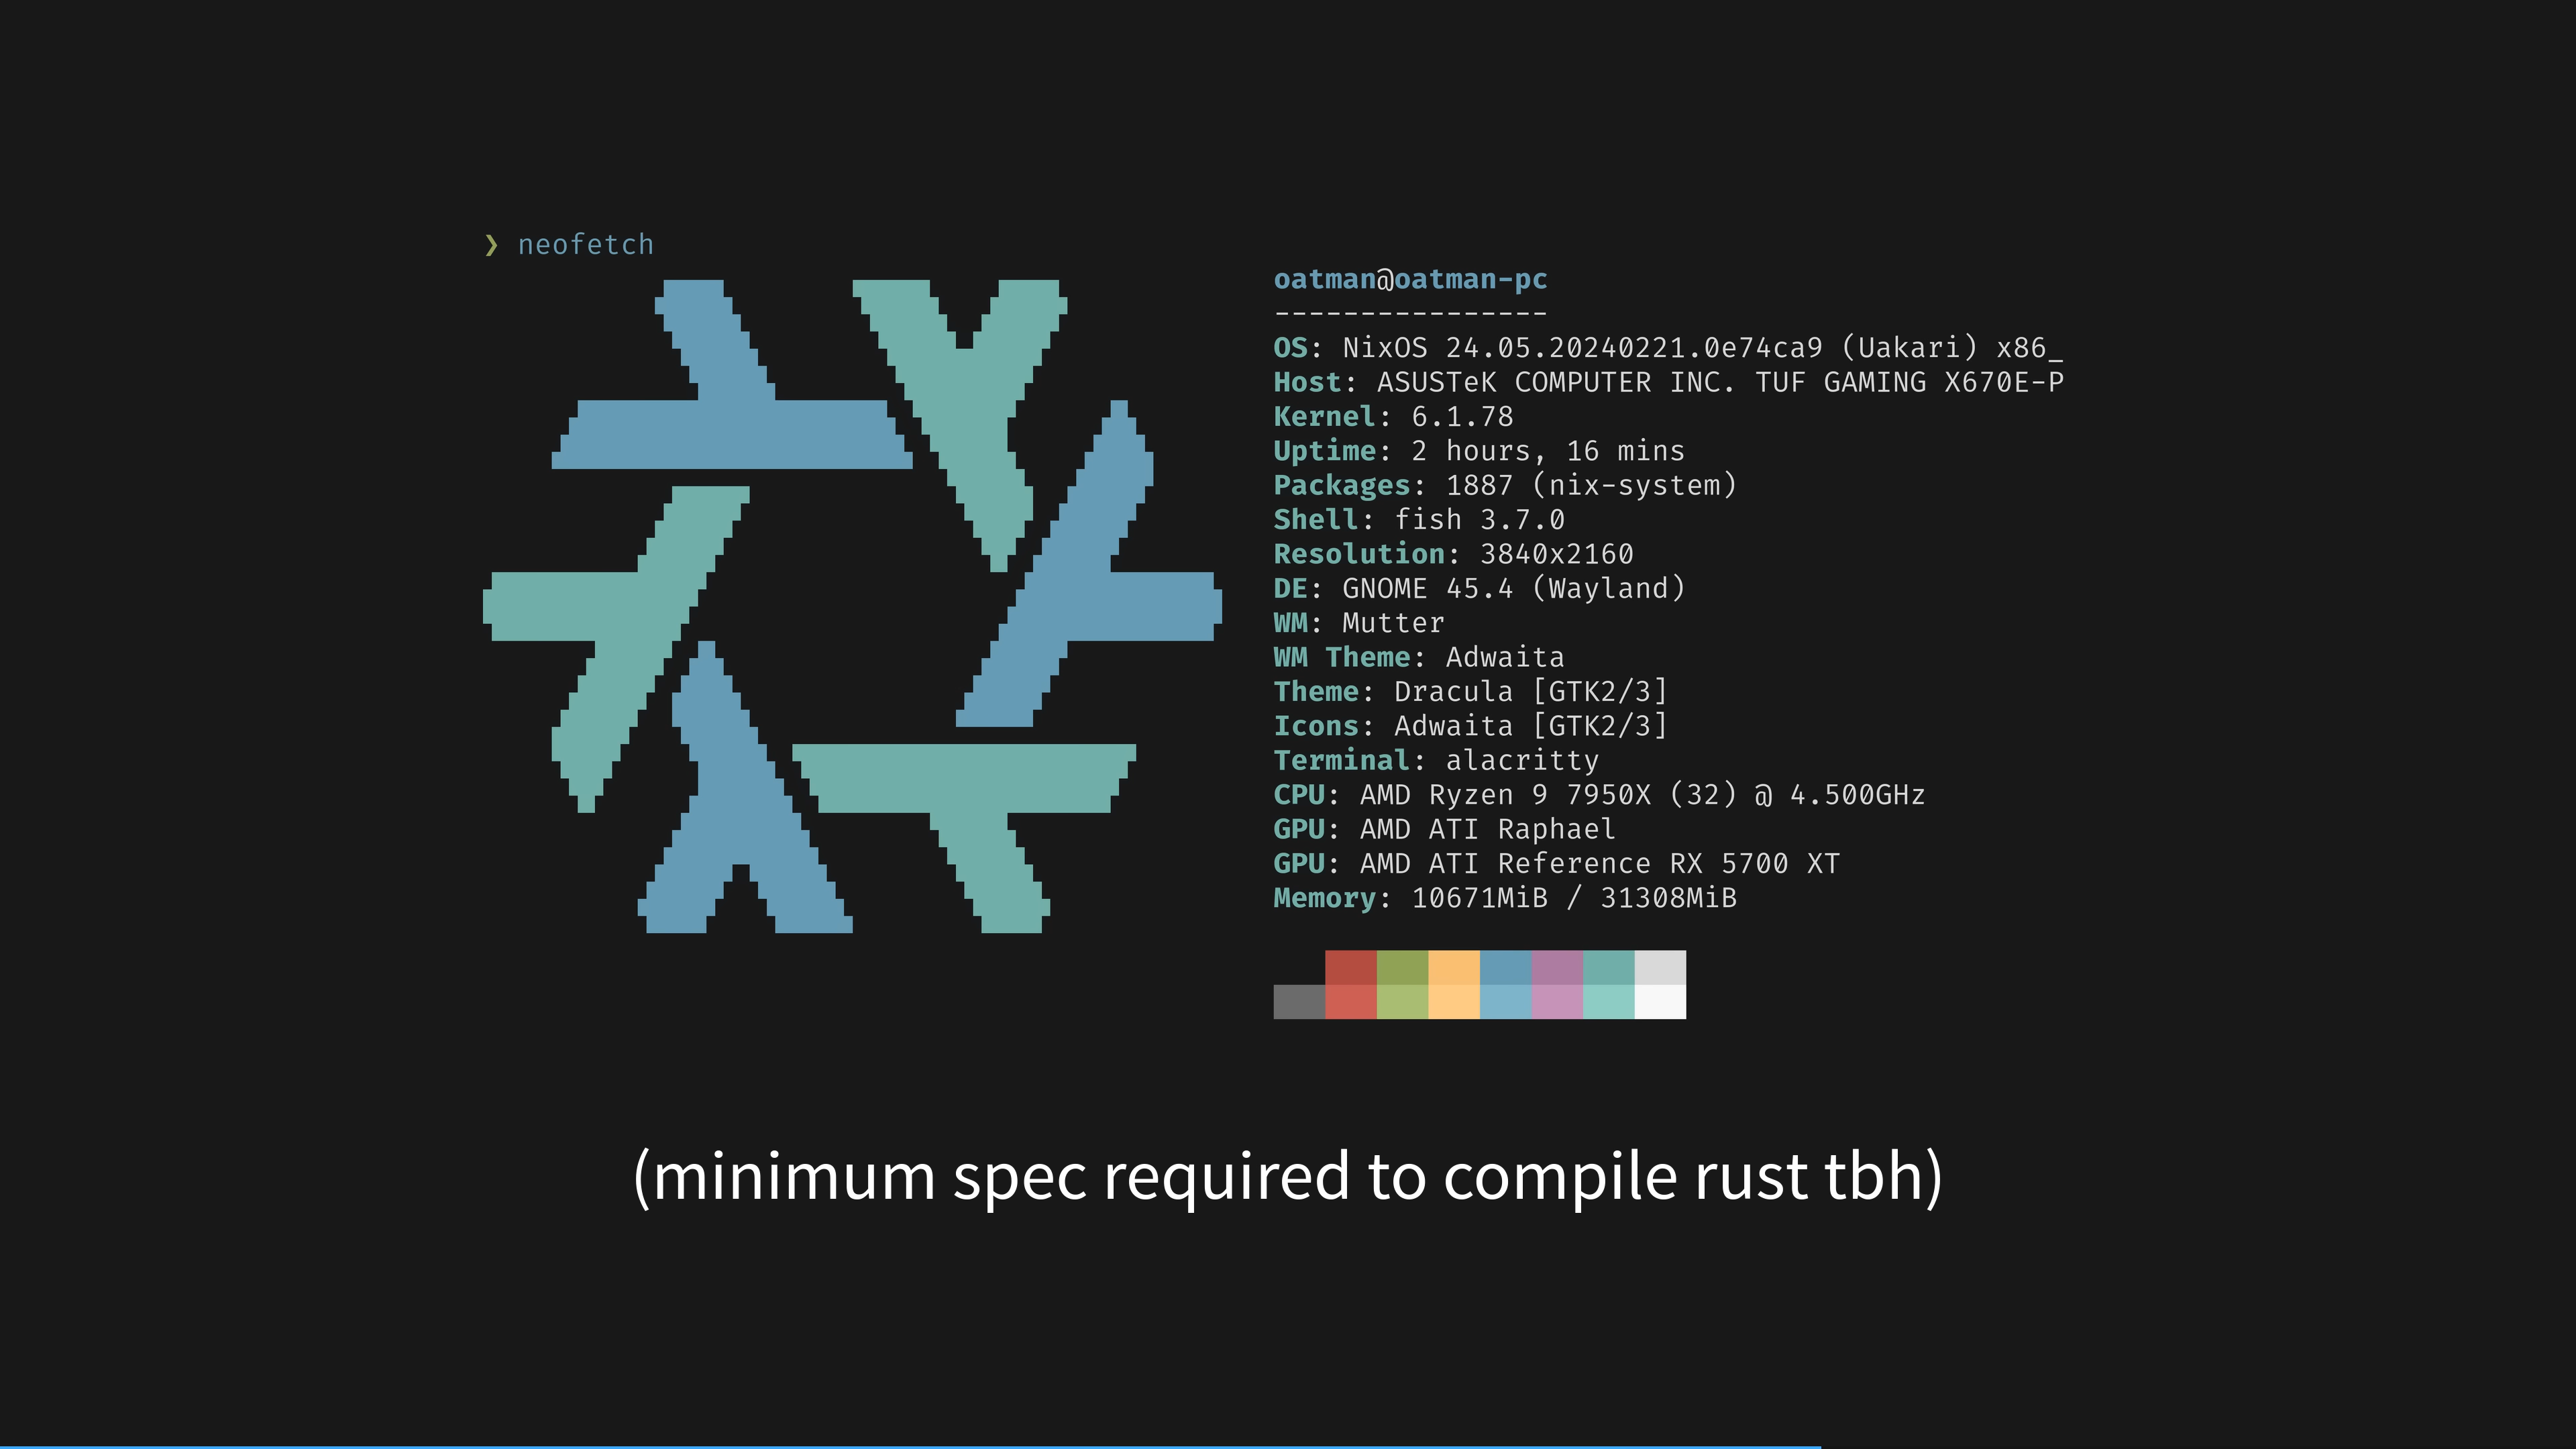 ❯ neofetch
oatman@oatman-pc
----------------
OS: NixOS 24.05.20240221.0e74ca9 (Uakari) x86_
Host: ASUSTeK COMPUTER INC. TUF GAMING X670E-P
Kernel: 6.1.78
Uptime: 2 hours, 16 mins
Packages: 1887 (nix-system)
Shell: fish 3.7.0
Resolution: 3840x2160
DE: GNOME 45.4 (Wayland)
WM: Mutter
WM Theme: Adwaita
Theme: Dracula [GTK2/3]
Icons: Adwaita [GTK2/3]
Terminal: alacritty
CPU: AMD Ryzen 9 7950X (32) @ 4.500GHz
GPU: AMD ATI Raphael
GPU: AMD ATI Reference RX 5700 XT
Memory: 10671MiB / 31308MiB
(minimum spec required to compile rust tbh)